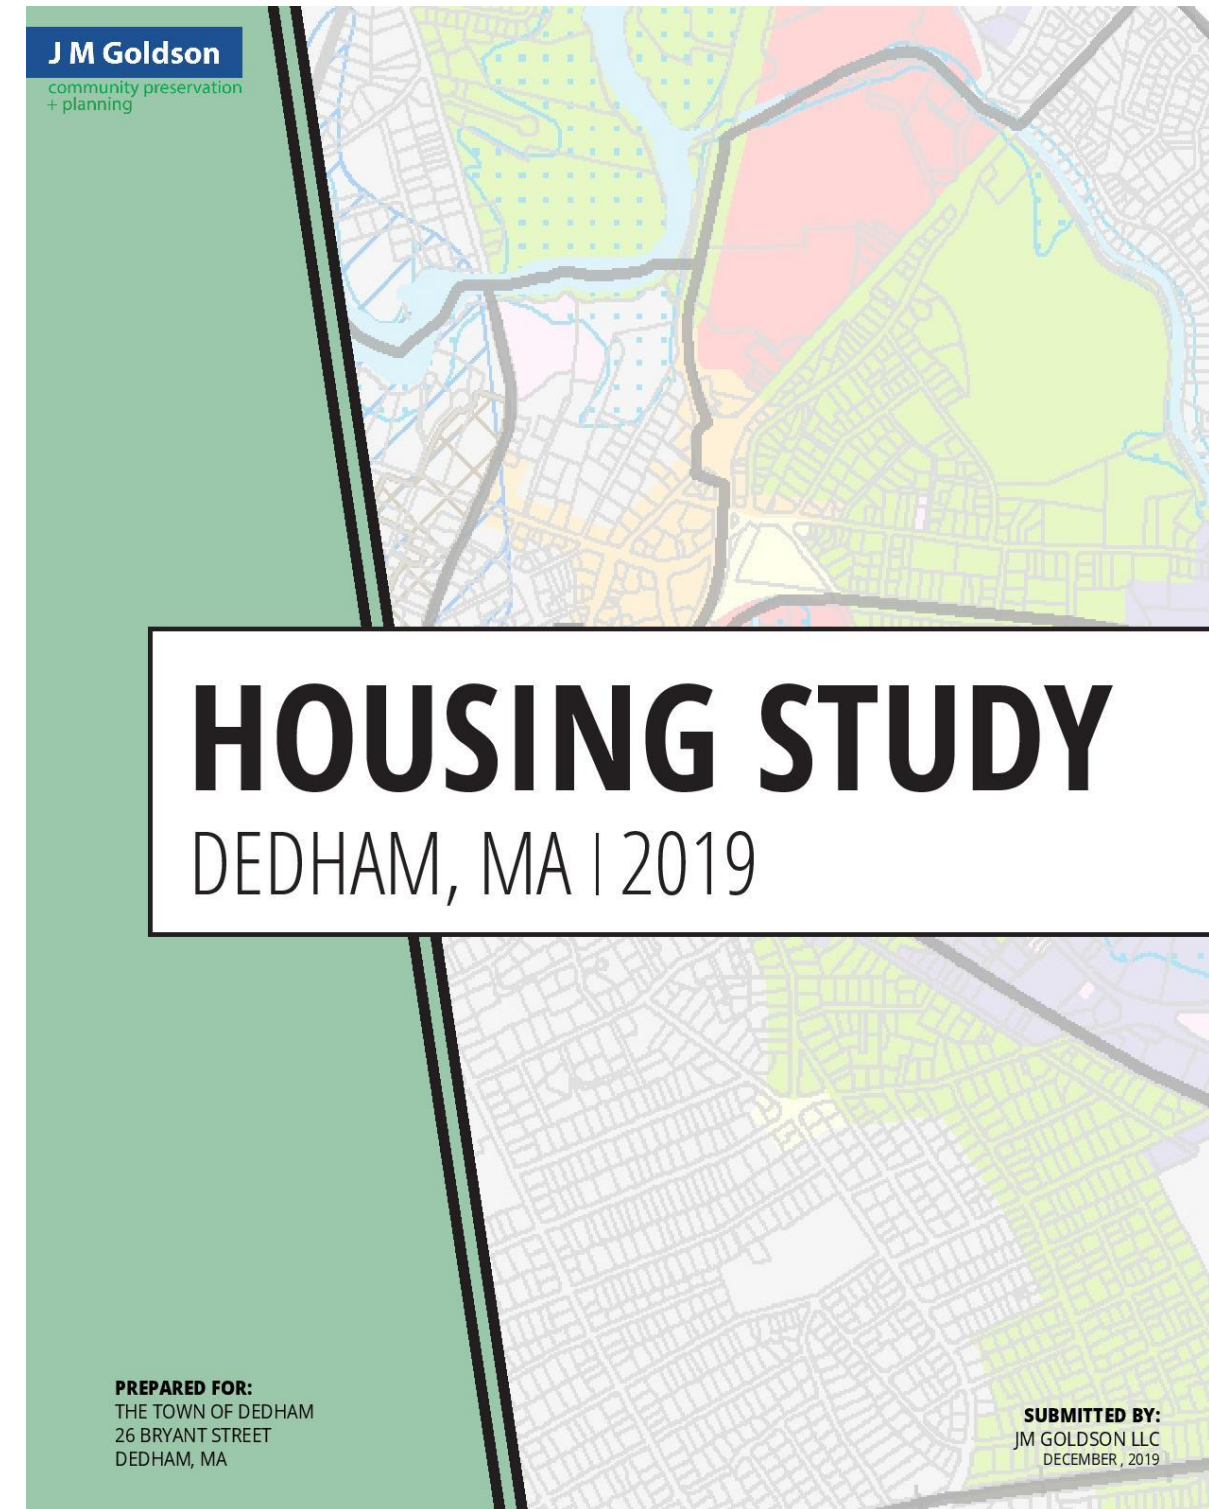 J M Goldson
community preservation
+ planning
HOUSING STUDY
DEDHAM, MA | 2019
PREPARED FOR:
THE TOWN OF DEDHAM
26 BRYANT STREET
DEDHAM, MA
SUBMITTED BY:
JM GOLDSON LLC
DECEMBER , 2019